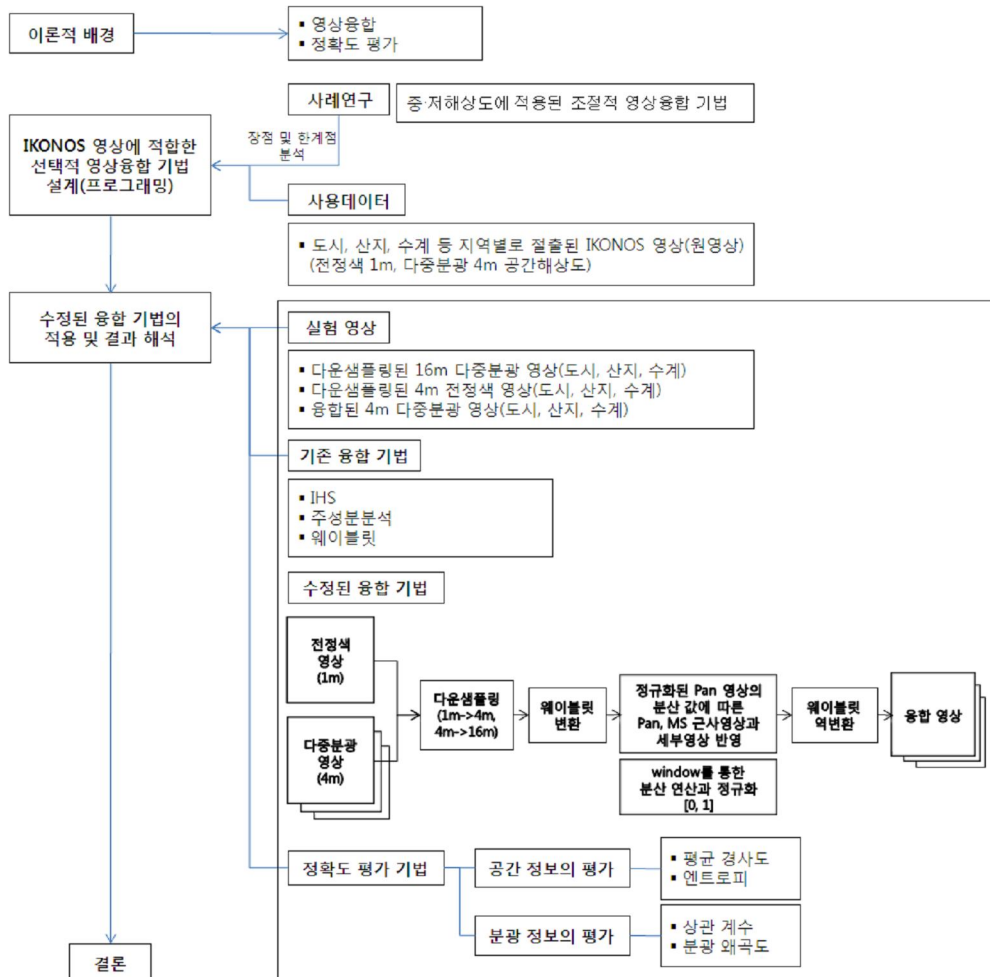 이론적 배경
▪ 영상융합
▪ 정확도 평가
사례연구
중·저해상도에 적용된 조절적 영상융합 기법
장점 및 한계점
분석
IKONOS 영상에 적합한
선택적 영상융합 기법
설계(프로그래밍)
사용데이터
▪ 도시, 산지, 수계 등 지역별로 절출된 IKONOS 영상(원영상)
(전정색 1m, 다중분광 4m 공간해상도)
수정된 융합 기법의
적용 및 결과 해석
실험 영상
▪ 다운샘플링된 16m 다중분광 영상(도시, 산지, 수계)
▪ 다운샘플링된 4m 전정색 영상(도시, 산지, 수계)
▪ 융합된 4m 다중분광 영상(도시, 산지, 수계)
기존 융합 기법
▪ IHS
▪ 주성분분석
▪ 웨이블릿
수정된 융합 기법
전정색
영상
(1m)
다중분광
영상
(4m)
다운샘플링
(1m->4m,
4m->16m)
웨이블릿
변환
정규화된 Pan 영상의
분산 값에 따른
Pan, MS 근사영상과
세부영상 반영
window를 통한
분산 연산과 정규화
[0, 1]
웨이블릿
역변환
융합 영상
정확도 평가 기법
공간 정보의 평가
▪ 평균 경사도
▪ 엔트로피
분광 정보의 평가
▪ 상관 계수
▪ 분광 왜곡도
결론